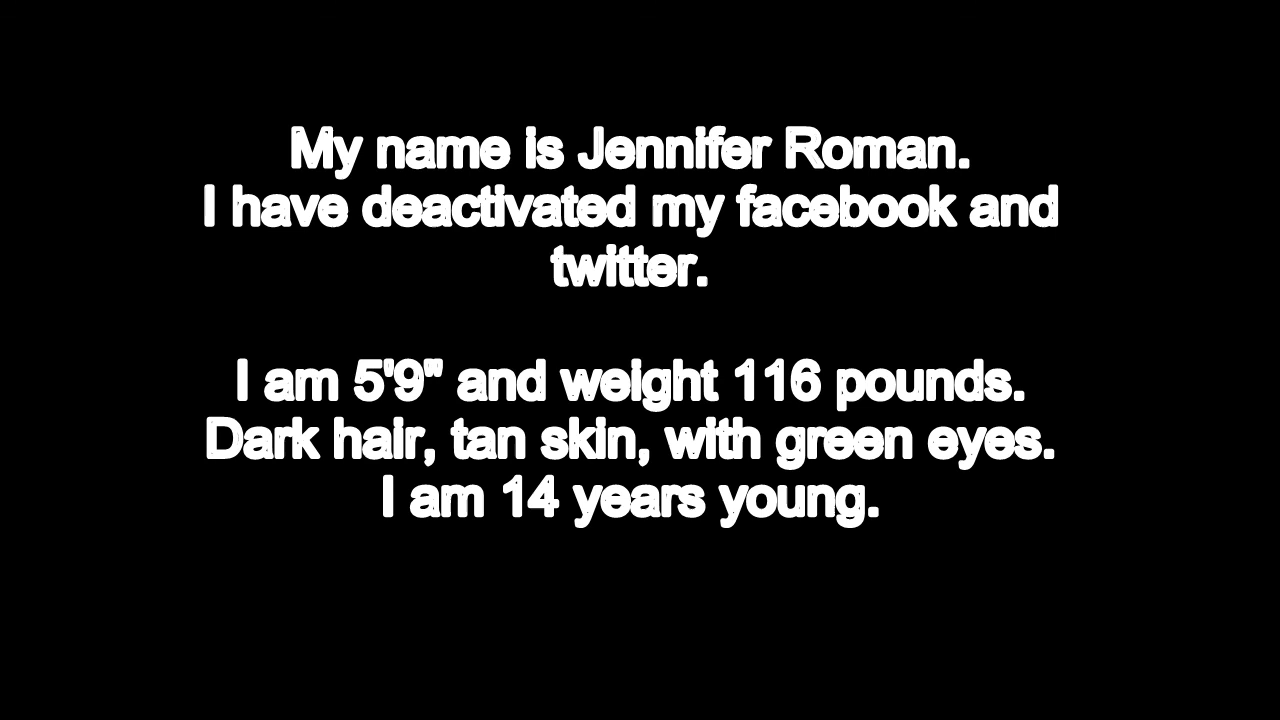 My name is Jennifer Roman.
I have deactivated my facebook and
twitter.
I am 5'9" and weight 116 pounds.
Dark hair, tan skin, with green eyes.
I am 14 years young.